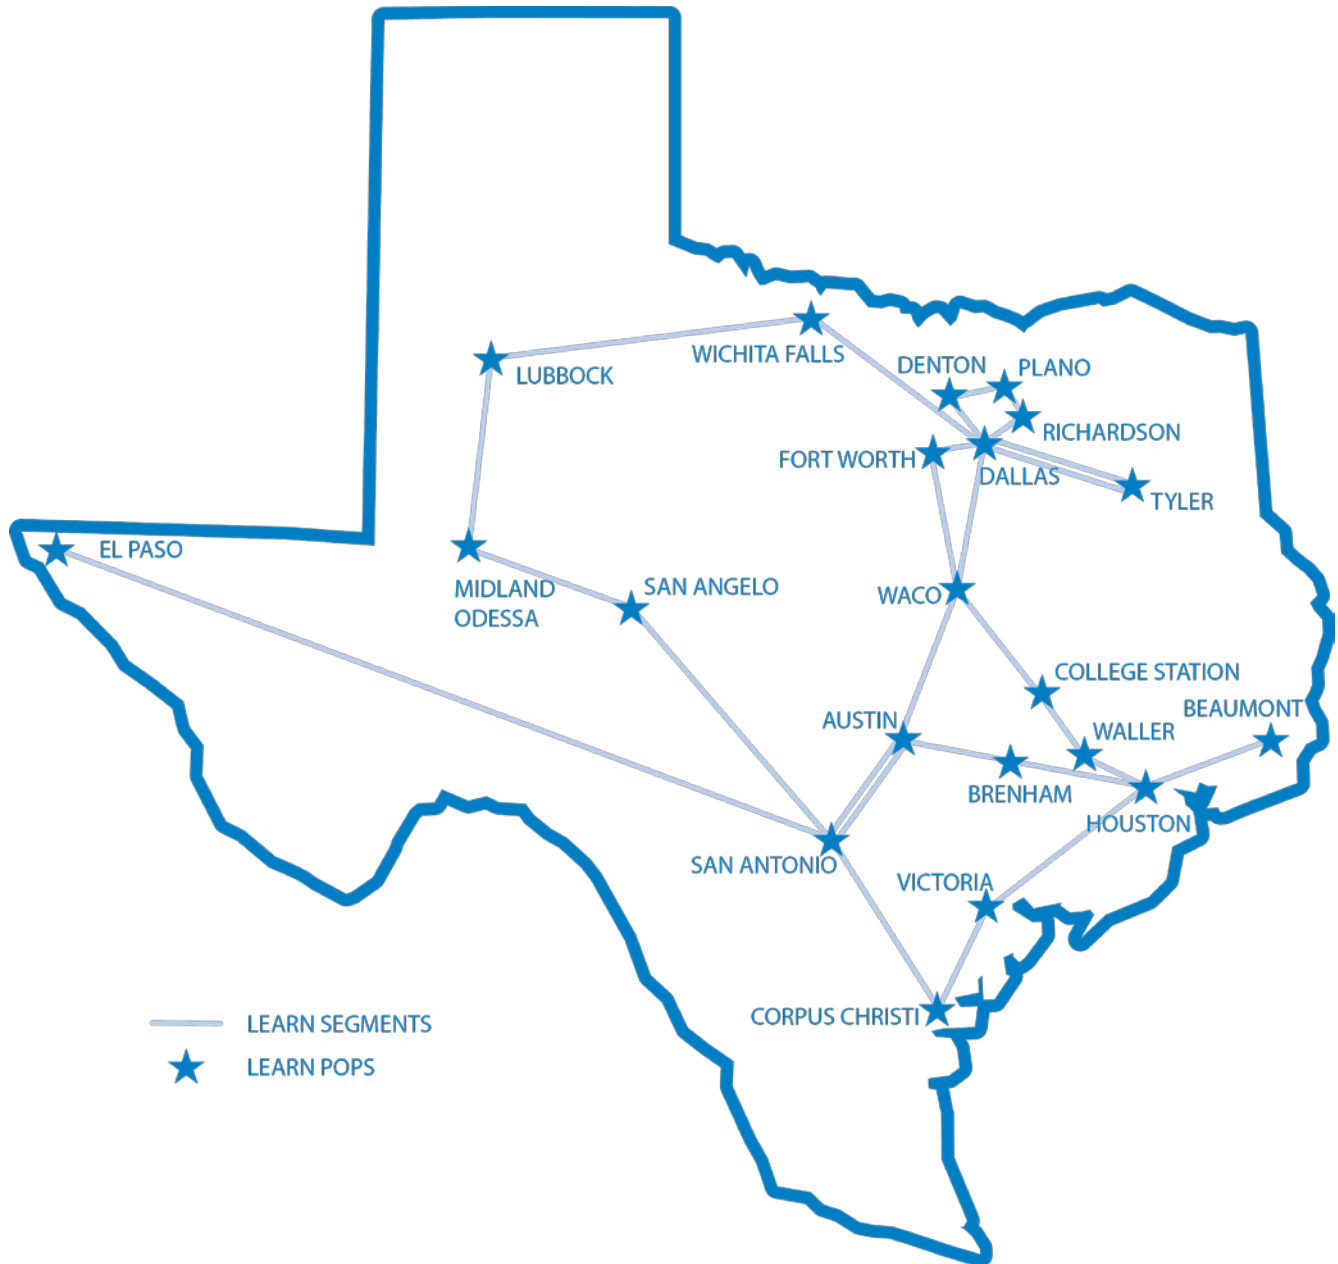 WICHITA FALLS
DENTON
PLANO
LUBBOCK
RICHARDSON
FORT WORTH
DALLAS
TYLER
EL PASO
MIDLAND
ODESSA
SAN ANGELO
WACO
COLLEGE STATION
BEAUMONT
AUSTIN
WALLER
BRENHAM
HOUSTON
SAN ANTONIO
VICTORIA
CORPUS CHRISTI
LEARN SEGMENTS
LEARN POPS